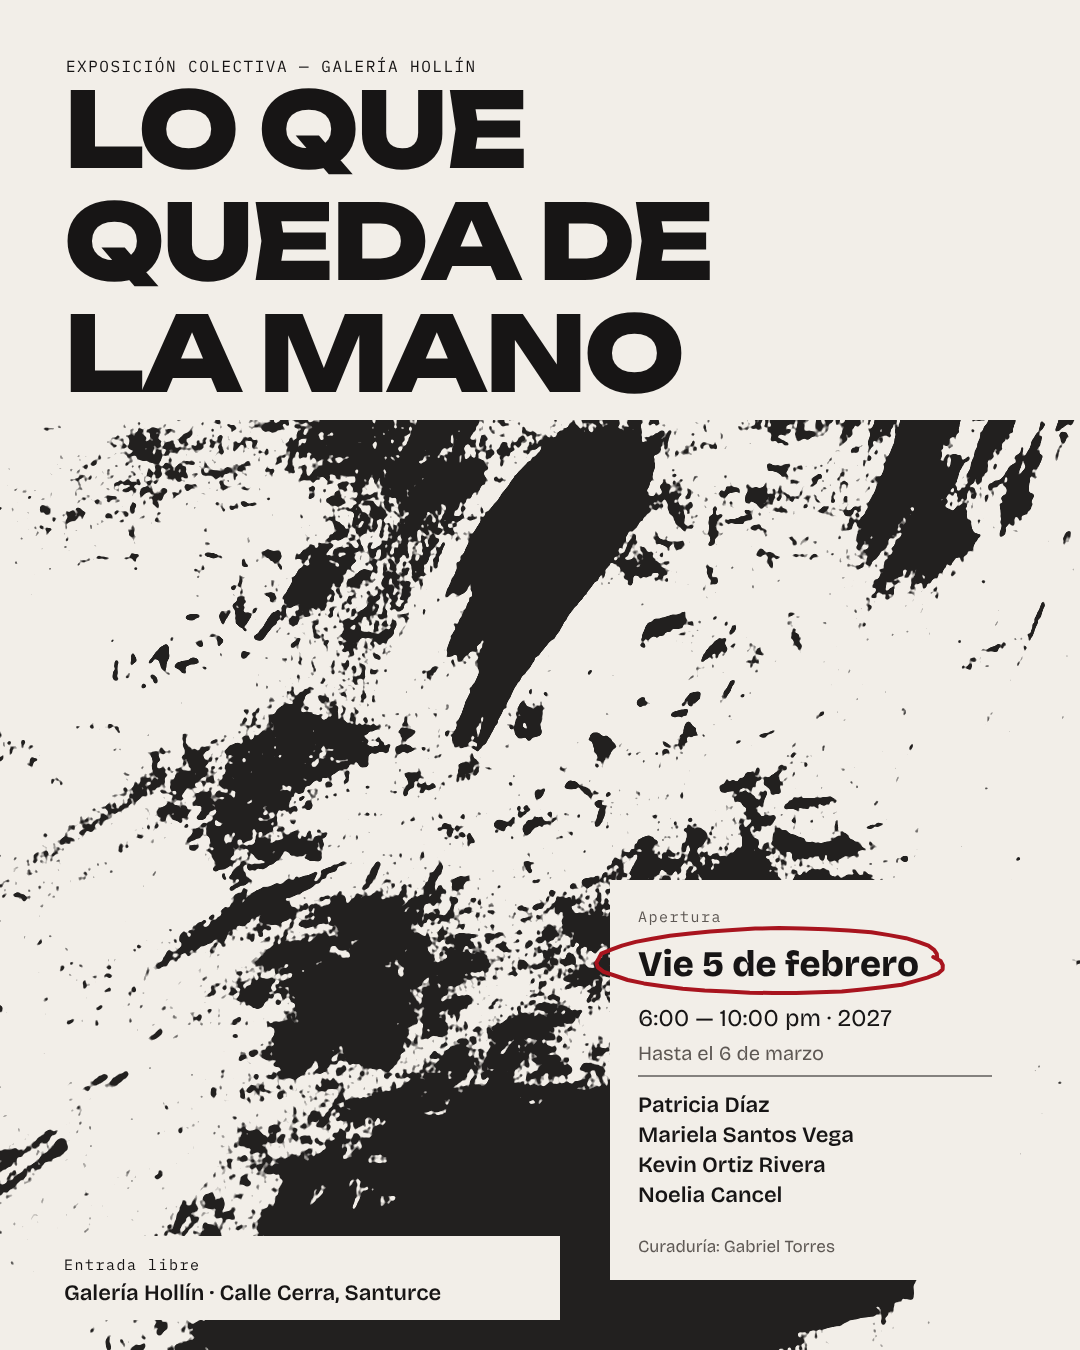 EXPOSICIÓN COLECTIVA — GALERÍA HOLLÍN
LO QUE
QUEDA DE
LA MANO
Apertura
Vie 5 de febrero
6:00 — 10:00 pm · 2027
Hasta el 6 de marzo
Patricia Díaz
Mariela Santos Vega
Kevin Ortiz Rivera
Noelia Cancel
Curaduría: Gabriel Torres
Entrada libre
Galería Hollín · Calle Cerra, Santurce